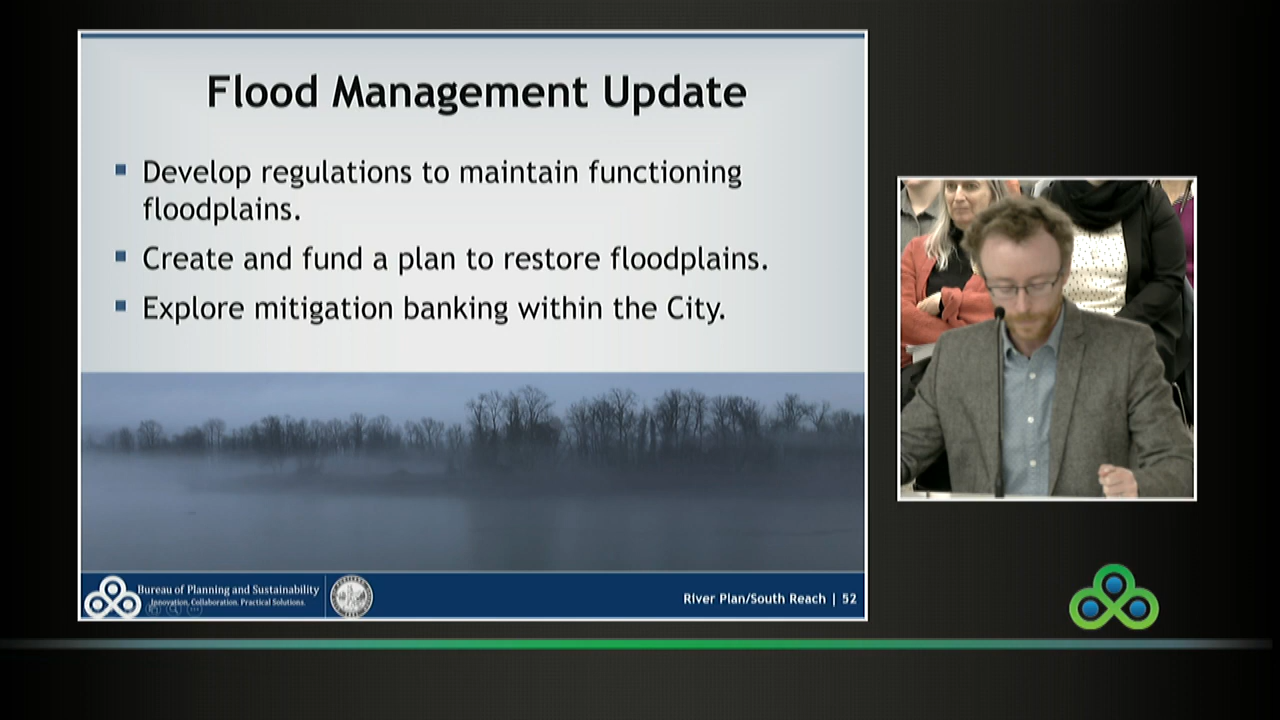 Flood Management Update
Develop regulations to maintain functioning
floodplains.
Create and fund a plan to restore floodplains.
Explore mitigation banking within the City.
Bureau of Planning and Sustainability
Innovation. Collaboration. Practical Solutions.
River Plan/South Reach | 52